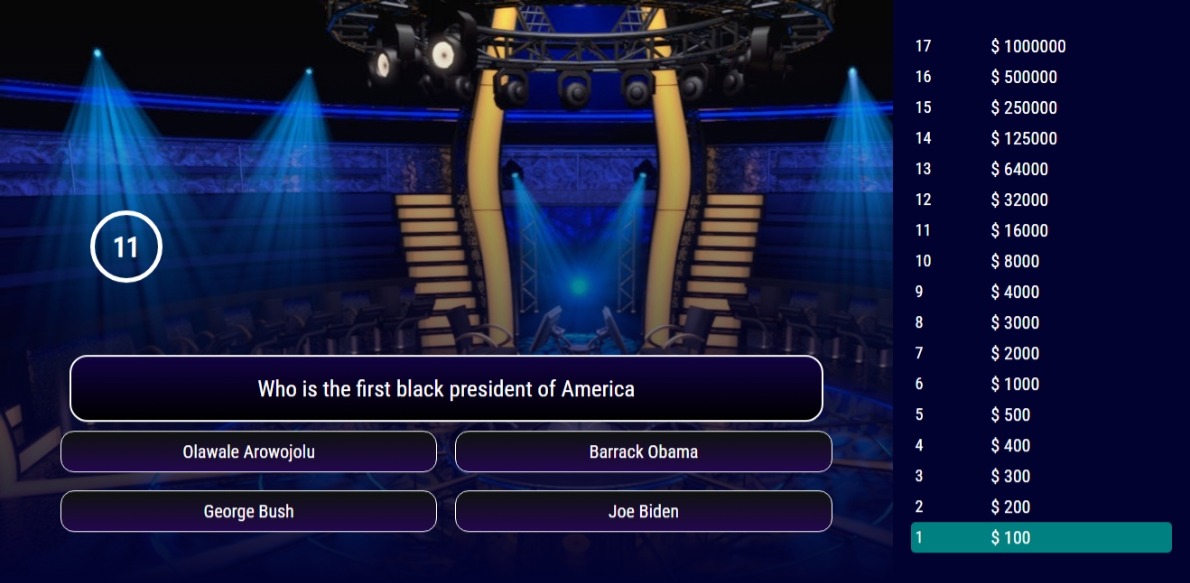 11
Who is the first black president of America
Olawale Arowojolu
Barrack Obama
George Bush
Joe Biden
17 $ 1000000
16 $ 500000
15 $ 250000
14 $ 125000
13 $ 64000
12 $ 32000
11 $ 16000
10 $ 8000
9 $ 4000
8 $ 3000
7 $ 2000
6 $ 1000
5 $ 500
4 $ 400
3 $ 300
2 $ 200
1 $ 100